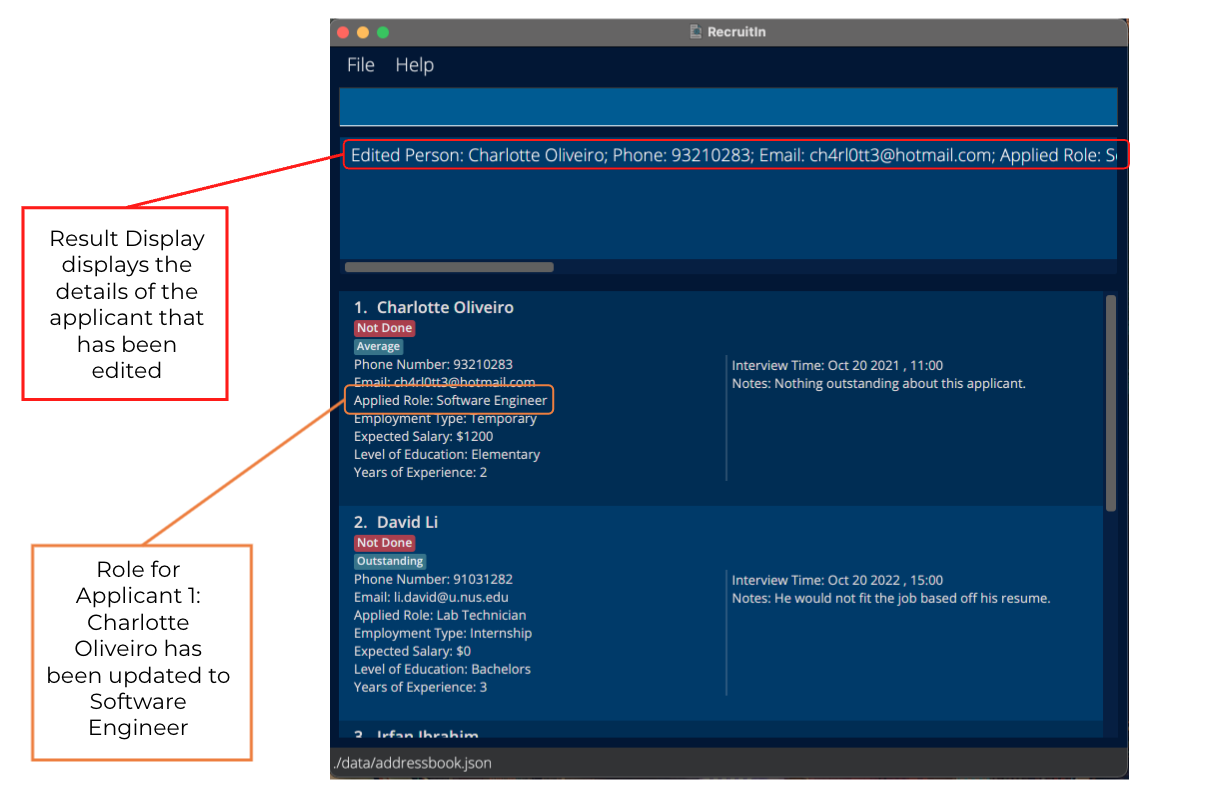 RecruitIn
File Help
Edited Person: Charlotte Oliveiro; Phone: 93210283; Email: ch4rl0tt3@hotmail.com; Applied Role: S
Result Display
displays the
details of the
applicant that
has been
edited
1. Charlotte Oliveiro
Not Done
Average
Phone Number: 93210283
Email: ch4rl0tt3@hotmail.com
Applied Role: Software Engineer
Employment Type: Temporary
Expected Salary: $1200
Level of Education: Elementary
Years of Experience: 2
Interview Time: Oct 20 2021 , 11:00
Notes: Nothing outstanding about this applicant.
2. David Li
Not Done
Outstanding
Phone Number: 91031282
Email: li.david@u.nus.edu
Applied Role: Lab Technician
Employment Type: Internship
Expected Salary: $0
Level of Education: Bachelors
Years of Experience: 3
Interview Time: Oct 20 2022 , 15:00
Notes: He would not fit the job based off his resume.
3. Irfan Ibrahim
Role for
Applicant 1:
Charlotte
Oliveiro has
been updated to
Software
Engineer
./data/addressbook.json